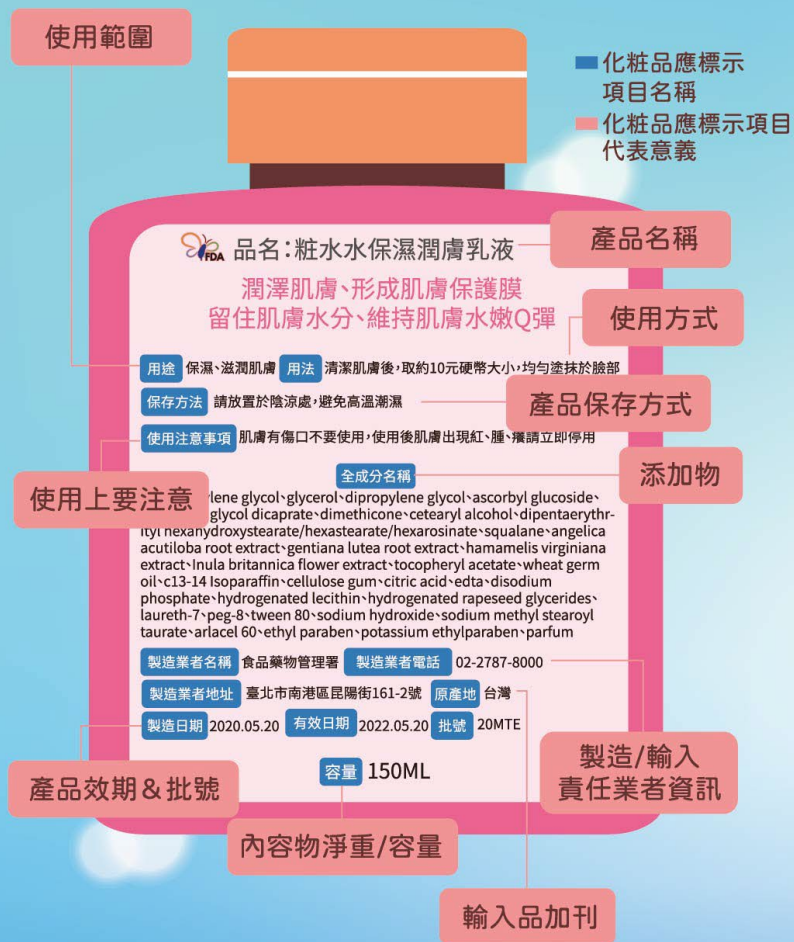 使用範圍
化粧品應標示
項目名稱
化粧品應標示項目
代表意義
FDA 品名：粧水水保濕潤膚乳液
產品名稱
潤澤肌膚、形成肌膚保護膜
留住肌膚水分、維持肌膚水嫩Q彈
使用方式
用途 保濕、滋潤肌膚 用法 清潔肌膚後，取約10元硬幣大小，均勻塗抹於臉部
保存方法 請放置於陰涼處，避免高溫潮濕
產品保存方式
使用注意事項 肌膚有傷口不要使用，使用後肌膚出現紅、腫、癢請立即停用
使用上要注意
全成分名稱
添加物
ylene glycol、glycerol、dipropylene glycol、ascorbyl glucoside、
glycol dicaprate、dimethicone、cetearyl alcohol、dipentaerythr-
ityl hexahydroxystearate/hexastearate/hexarosinate、squalane、angelica
acutiloba root extract、gentiana lutea root extract、hamamelis virginiana
extract、Inula britannica flower extract、tocopheryl acetate、wheat germ
oil、c13-14 Isoparaffin、cellulose gum、citric acid、edta、disodium
phosphate、hydrogenated lecithin、hydrogenated rapeseed glycerides、
laureth-7、peg-8、tween 80、sodium hydroxide、sodium methyl stearoyl
taurate、arlacel 60、ethyl paraben、potassium ethylparaben、parfum
製造業者名稱 食品藥物管理署 製造業者電話 02-2787-8000
製造業者地址 臺北市南港區昆陽街161-2號 原產地 台灣
製造日期 2020.05.20 有效日期 2022.05.20 批號 20MTE
製造/輸入
責任業者資訊
產品效期＆批號
容量 150ML
內容物淨重/容量
輸入品加刊